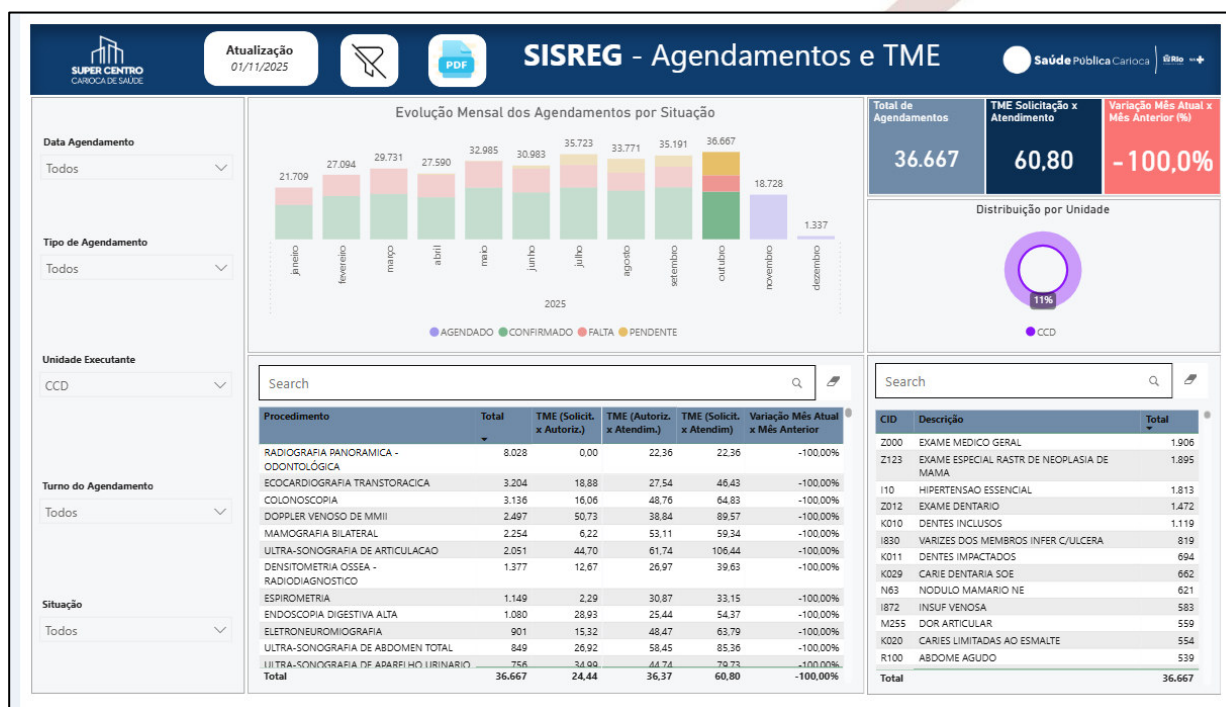 SUPER CENTRO
CARIOCA DE SAÚDE
Atualização
01/11/2025
PDF
SISREG - Agendamentos e TME
Saúde Pública Carioca
Data Agendamento
Todos
Tipo de Agendamento
Todos
Unidade Executante
CCD
Turno do Agendamento
Todos
Situação
Todos
Evolução Mensal dos Agendamentos por Situação
21.709
27.094
29.731
27.590
32.985
30.983
35.723
33.771
35.191
36.667
18.728
1.337
janeiro
fevereiro
março
abril
maio
junho
julho
agosto
setembro
outubro
novembro
dezembro
2025
AGENDADO CONFIRMADO FALTA PENDENTE
Total de Agendamentos
36.667
TME Solicitação x Atendimento
60,80
Variação Mês Atual x Mês Anterior (%)
-100,0%
Distribuição por Unidade
11%
CCD
Search
Procedimento Total TME (Solicit. x Autoriz.) TME (Autoriz. x Atendim.) TME (Solicit. x Atendim) Variação Mês Atual x Mês Anterior
RADIOGRAFIA PANORAMICA - ODONTOLÓGICA 8.028 0,00 22,36 22,36 -100,00%
ECOCARDIOGRAFIA TRANSTORACICA 3.204 18,88 27,54 46,43 -100,00%
COLONOSCOPIA 3.136 16,06 48,76 64,83 -100,00%
DOPPLER VENOSO DE MMII 2.497 50,73 38,84 89,57 -100,00%
MAMOGRAFIA BILATERAL 2.254 6,22 53,11 59,34 -100,00%
ULTRA-SONOGRAFIA DE ARTICULACAO 2.051 44,70 61,74 106,44 -100,00%
DENSITOMETRIA OSSEA - RADIODIAGNOSTICO 1.377 12,67 26,97 39,63 -100,00%
ESPIROMETRIA 1.149 2,29 30,87 33,15 -100,00%
ENDOSCOPIA DIGESTIVA ALTA 1.080 28,93 25,44 54,37 -100,00%
ELETRONEUROMIOGRAFIA 901 15,32 48,47 63,79 -100,00%
ULTRA-SONOGRAFIA DE ABDOMEN TOTAL 849 26,92 58,45 85,36 -100,00%
ULTRA-SONOGRAFIA DE APARELHO URINARIO 756 34,99 44,74 79,73 -100,00%
Total 36.667 24,44 36,37 60,80 -100,00%
Search
CID Descrição Total
Z000 EXAME MEDICO GERAL 1.906
Z123 EXAME ESPECIAL RASTR DE NEOPLASIA DE MAMA 1.895
I10 HIPERTENSAO ESSENCIAL 1.813
Z012 EXAME DENTARIO 1.472
K010 DENTES INCLUSOS 1.119
I830 VARIZES DOS MEMBROS INFER C/ULCERA 819
K011 DENTES IMPACTADOS 694
K029 CARIE DENTARIA SOE 662
N63 NODULO MAMARIO NE 621
I872 INSUF VENOSA 583
M255 DOR ARTICULAR 559
K020 CARIES LIMITADAS AO ESMALTE 554
R100 ABDOME AGUDO 539
Total 36.667